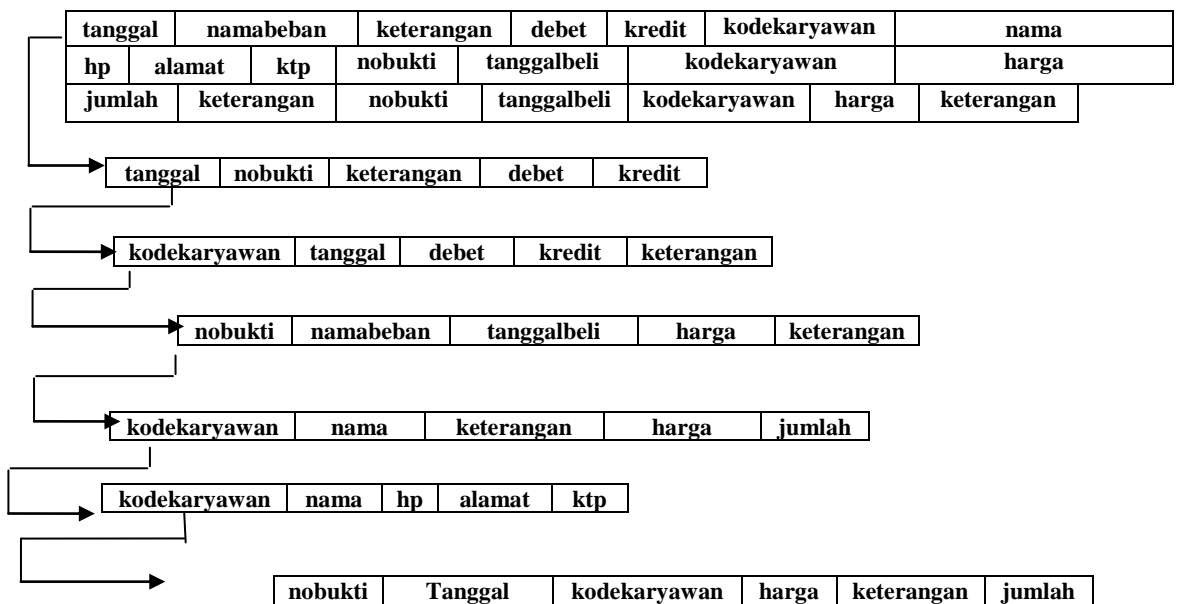 tanggal namabeban keterangan debet kredit kodekaryawan nama
hp alamat ktp nobukti tanggalbeli kodekaryawan harga
jumlah keterangan nobukti tanggalbeli kodekaryawan harga keterangan
tanggal nobukti keterangan debet kredit
kodekaryawan tanggal debet kredit keterangan
nobukti namabeban tanggalbeli harga keterangan
kodekaryawan nama keterangan harga jumlah
kodekaryawan nama hp alamat ktp
nobukti Tanggal kodekaryawan harga keterangan jumlah